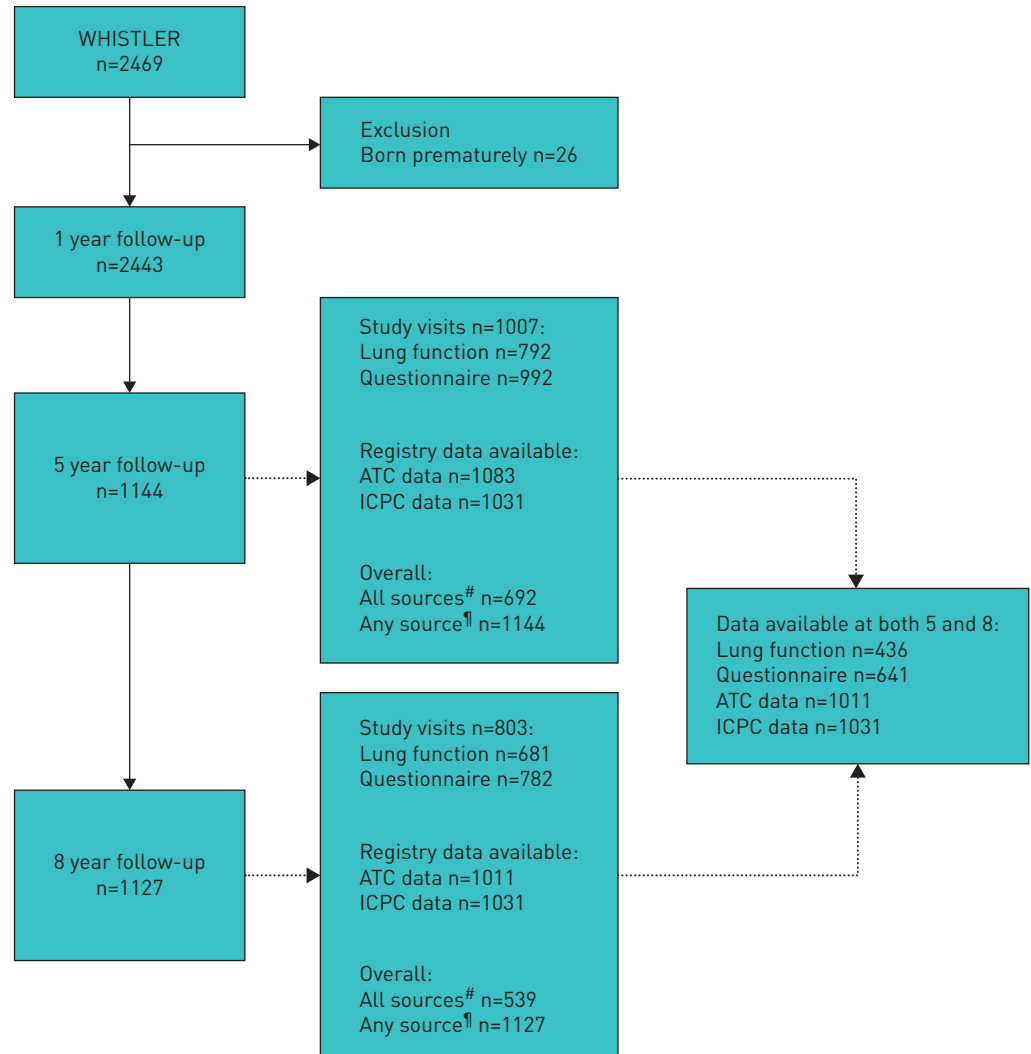 WHISTLER
n=2469
Exclusion
Born prematurely n=26
1 year follow-up
n=2443
5 year follow-up
n=1144
Study visits n=1007:
Lung function n=792
Questionnaire n=992
Registry data available:
ATC data n=1083
ICPC data n=1031
Overall:
All sources# n=692
Any source¶ n=1144
Data available at both 5 and 8:
Lung function n=436
Questionnaire n=641
ATC data n=1011
ICPC data n=1031
8 year follow-up
n=1127
Study visits n=803:
Lung function n=681
Questionnaire n=782
Registry data available:
ATC data n=1011
ICPC data n=1031
Overall:
All sources# n=539
Any source¶ n=1127